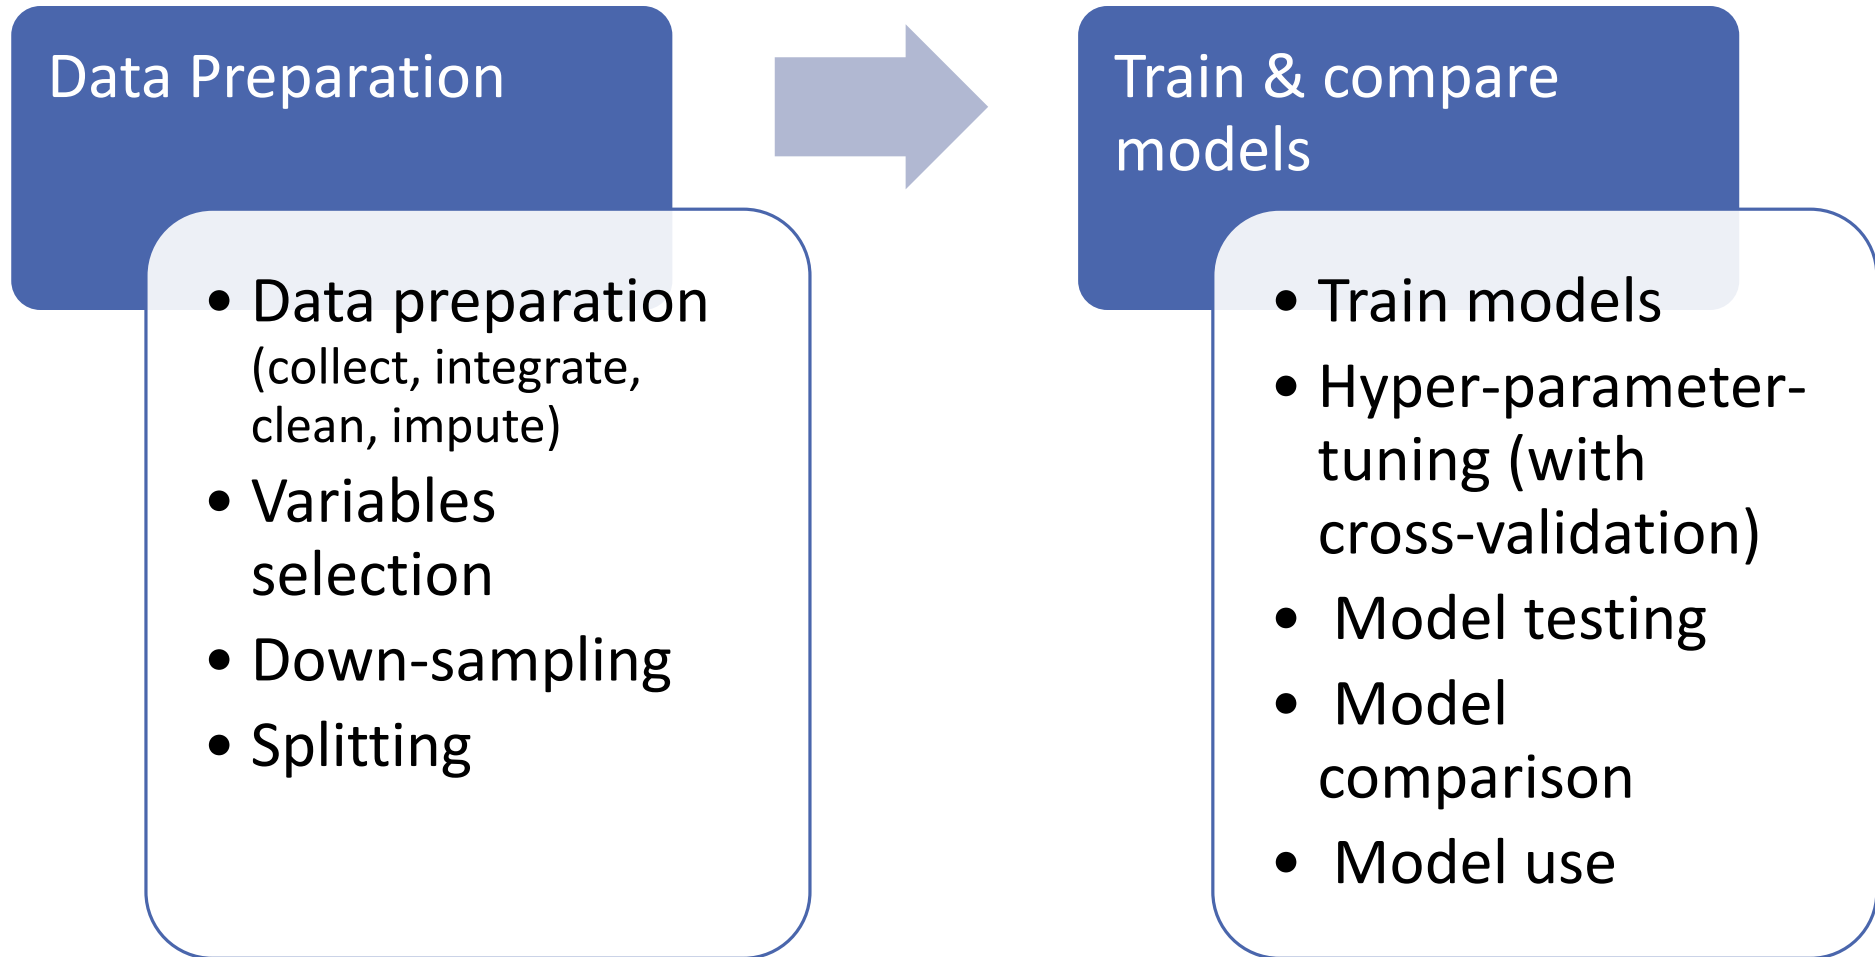 Data Preparation
• Data preparation
(collect, integrate,
clean, impute)
• Variables
selection
• Down-sampling
• Splitting
Train & compare
models
• Train models
• Hyper-parameter-
tuning (with
cross-validation)
• Model testing
• Model
comparison
• Model use